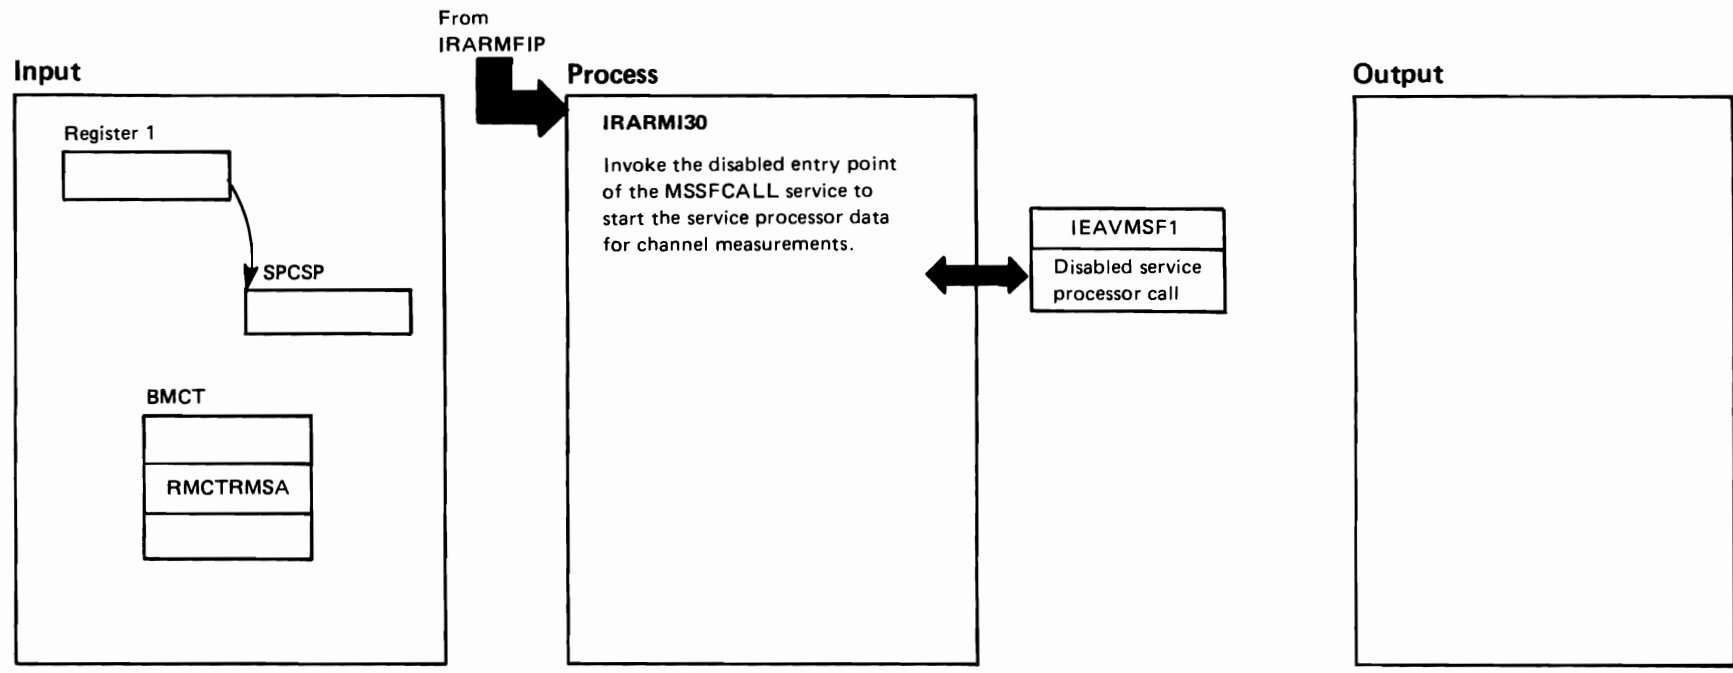 From
IRARMFIP
Input
Process
Output
Register 1
SPCSP
BMCT
RMCTRMSA
IRARMI30
Invoke the disabled entry point
of the MSSFCALL service to
start the service processor data
for channel measurements.
IEAVMSF1
Disabled service
processor call